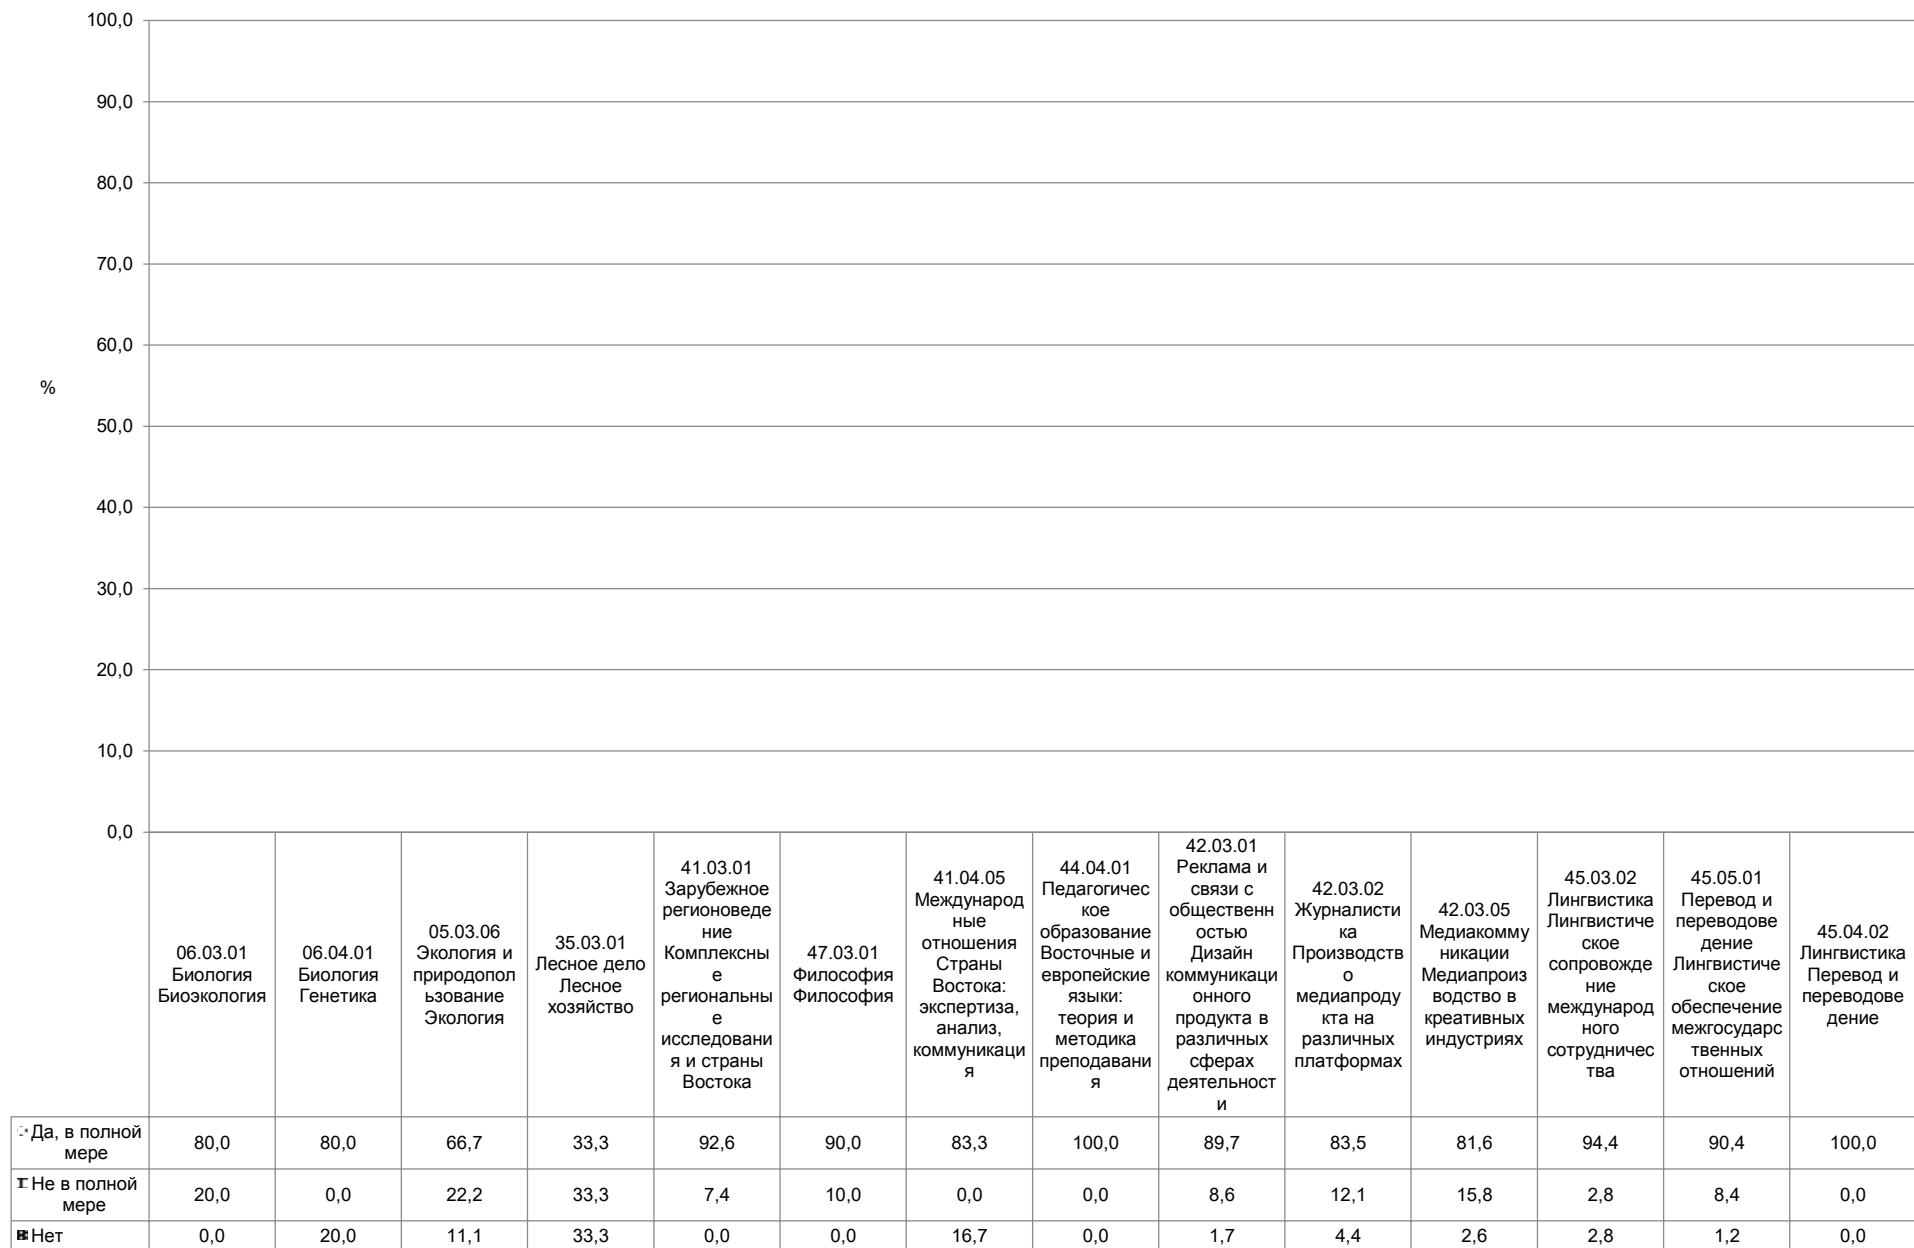 100,0
90,0
80,0
70,0
60,0
%
50,0
40,0
30,0
20,0
10,0
0,0
06.03.01
Биология
Биоэкология
06.04.01
Биология
Генетика
05.03.06
Экология и
природопол
ьзование
Экология
35.03.01
Лесное дело
Лесное
хозяйство
41.03.01
Зарубежное
регионоведе
ние
Комплексны
е
региональны
е
исследовани
я и страны
Востока
47.03.01
Философия
Философия
41.04.05
Международ
ные
отношения
Страны
Востока:
экспертиза,
анализ,
коммуникаци
я
44.04.01
Педагогичес
кое
образование
Восточные и
европейские
языки:
теория и
методика
преподавани
я
42.03.01
Реклама и
связи с
общественн
остью
Дизайн
коммуникаци
онного
продукта в
различных
сферах
деятельност
и
42.03.02
Журналисти
ка
Производств
о
медиапроду
кта на
различных
платформах
42.03.05
Медиакомму
никации
Медиапроиз
водство в
креативных
индустриях
45.03.02
Лингвистика
Лингвистиче
ское
сопровожде
ние
международ
ного
сотрудничес
тва
45.05.01
Перевод и
переводове
дение
Лингвистиче
ское
обеспечение
межгосударс
твенных
отношений
45.04.02
Лингвистика
Перевод и
переводове
дение
Да, в полной
мере
80,0 80,0 66,7 33,3 92,6 90,0 83,3 100,0 89,7 83,5 81,6 94,4 90,4 100,0
Не в полной
мере
20,0 0,0 22,2 33,3 7,4 10,0 0,0 0,0 8,6 12,1 15,8 2,8 8,4 0,0
Нет 0,0 20,0 11,1 33,3 0,0 0,0 16,7 0,0 1,7 4,4 2,6 2,8 1,2 0,0